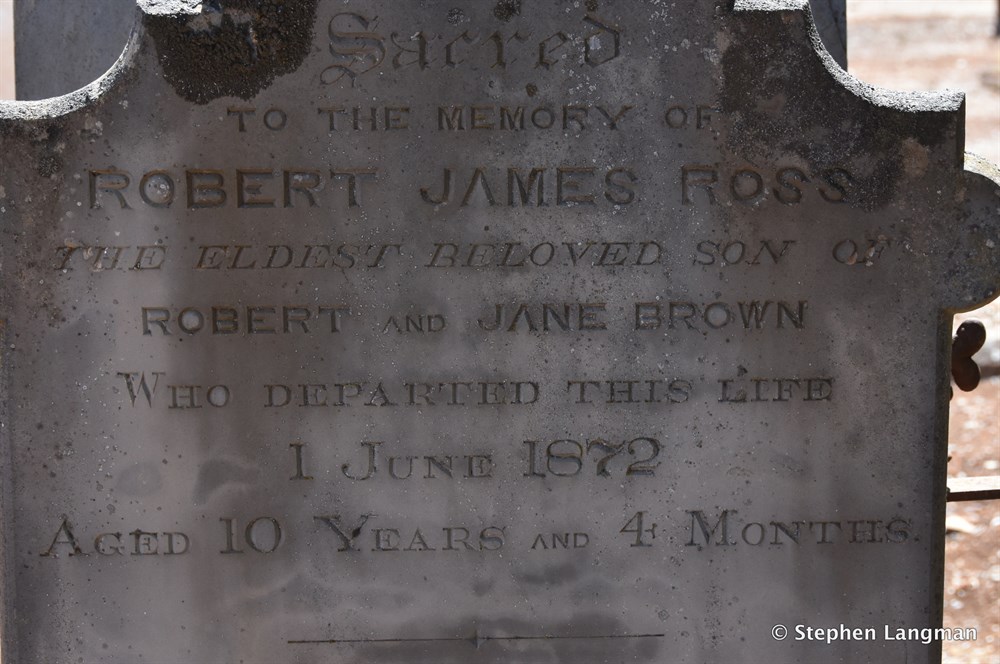 Sacred
TO THE MEMORY OF
ROBERT JAMES ROSS
THE ELDEST BELOVED SON OF
ROBERT AND JANE BROWN
WHO DEPARTED THIS LIFE
1 JUNE 1872
AGED 10 YEARS AND 4 MONTHS.
© Stephen Langman